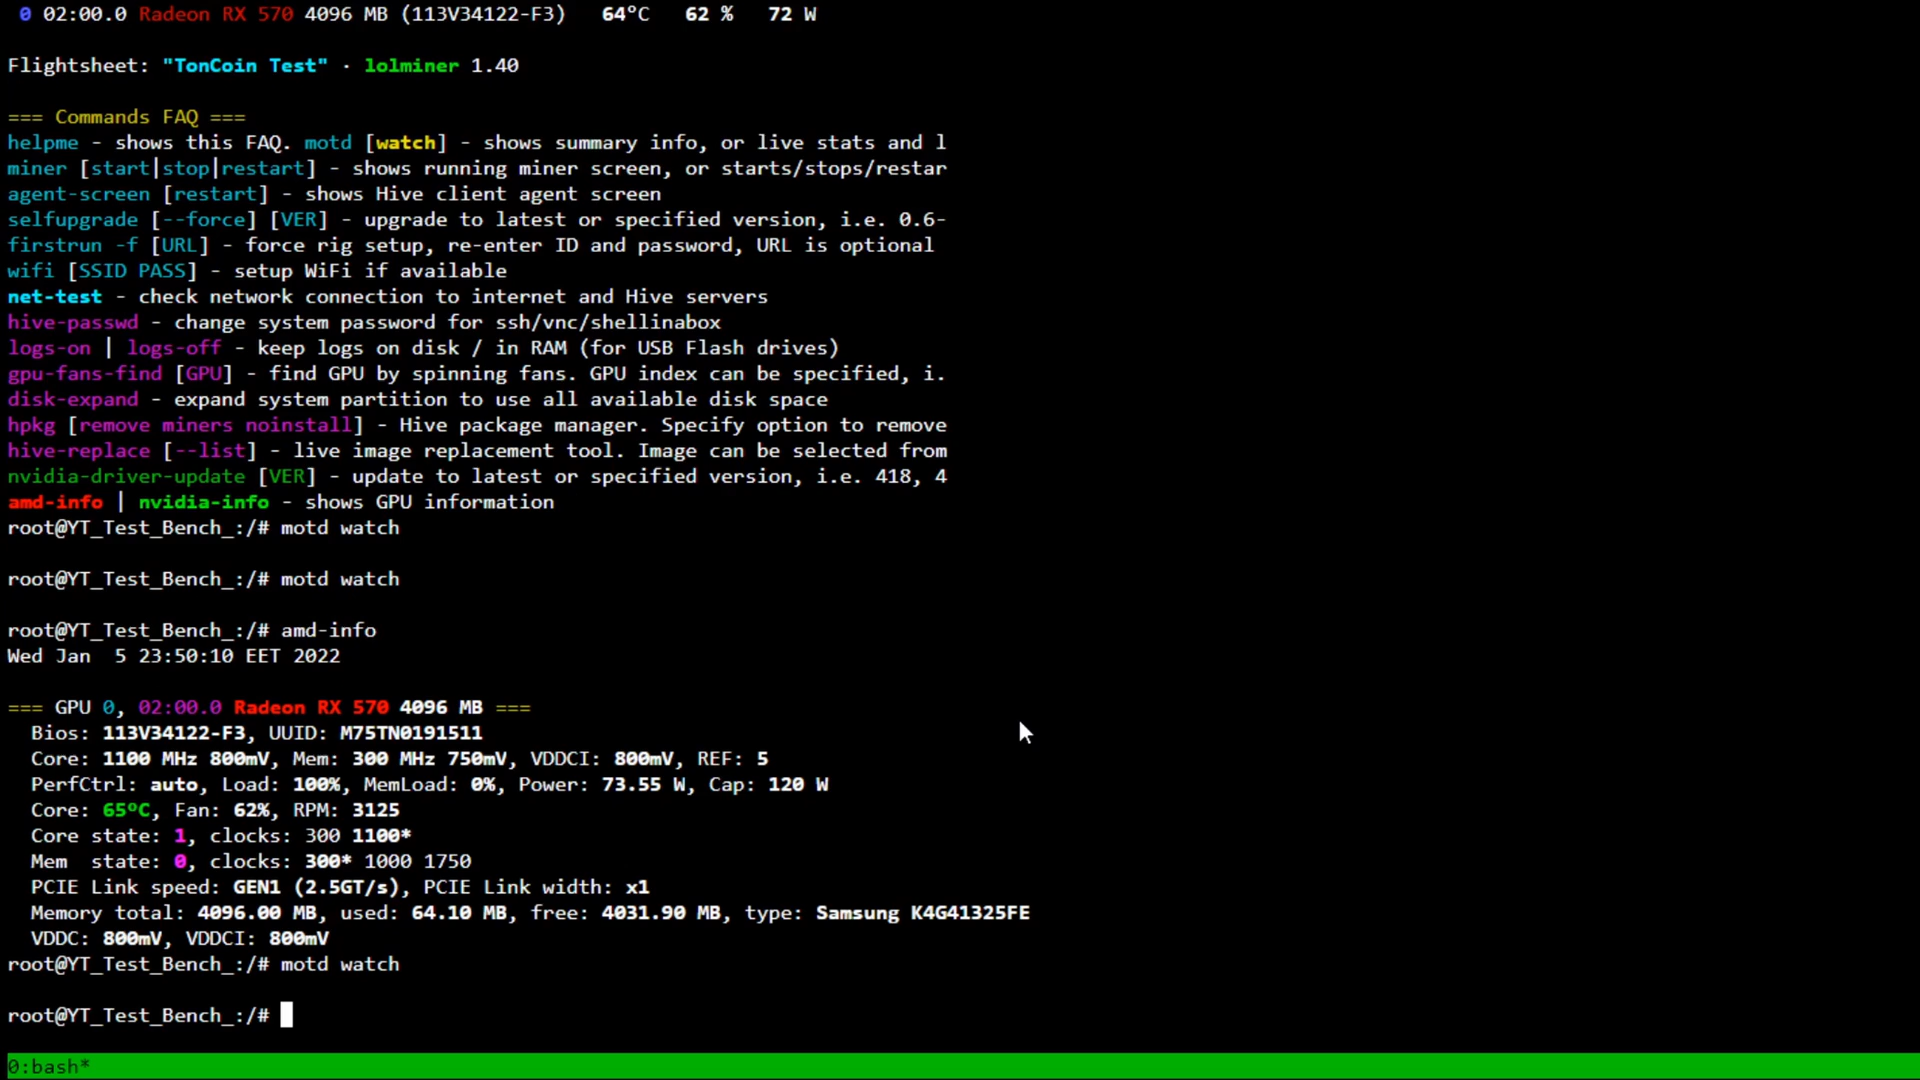 0 02:00.0 Radeon RX 570 4096 MB (113V34122-F3)   64°C   62 %   72 W
Flightsheet: "TonCoin Test" · lolminer 1.40
=== Commands FAQ ===
helpme - shows this FAQ. motd [watch] - shows summary info, or live stats and l
miner [start|stop|restart] - shows running miner screen, or starts/stops/restar
agent-screen [restart] - shows Hive client agent screen
selfupgrade [--force] [VER] - upgrade to latest or specified version, i.e. 0.6-
firstrun -f [URL] - force rig setup, re-enter ID and password, URL is optional
wifi [SSID PASS] - setup WiFi if available
net-test - check network connection to internet and Hive servers
hive-passwd - change system password for ssh/vnc/shellinabox
logs-on | logs-off - keep logs on disk / in RAM (for USB Flash drives)
gpu-fans-find [GPU] - find GPU by spinning fans. GPU index can be specified, i.
disk-expand - expand system partition to use all available disk space
hpkg [remove miners noinstall] - Hive package manager. Specify option to remove
hive-replace [--list] - live image replacement tool. Image can be selected from
nvidia-driver-update [VER] - update to latest or specified version, i.e. 418, 4
amd-info | nvidia-info - shows GPU information
root@YT_Test_Bench_:/# motd watch
root@YT_Test_Bench_:/# motd watch
root@YT_Test_Bench_:/# amd-info
Wed Jan  5 23:50:10 EET 2022
=== GPU 0, 02:00.0 Radeon RX 570 4096 MB ===
Bios: 113V34122-F3, UUID: M75TN0191511
Core: 1100 MHz 800mV, Mem: 300 MHz 750mV, VDDCI: 800mV, REF: 5
PerfCtrl: auto, Load: 100%, MemLoad: 0%, Power: 73.55 W, Cap: 120 W
Core: 65°C, Fan: 62%, RPM: 3125
Core state: 1, clocks: 300 1100*
Mem  state: 0, clocks: 300* 1000 1750
PCIE Link speed: GEN1 (2.5GT/s), PCIE Link width: x1
Memory total: 4096.00 MB, used: 64.10 MB, free: 4031.90 MB, type: Samsung K4G41325FE
VDDC: 800mV, VDDCI: 800mV
root@YT_Test_Bench_:/# motd watch
root@YT_Test_Bench_:/#
0:bash*